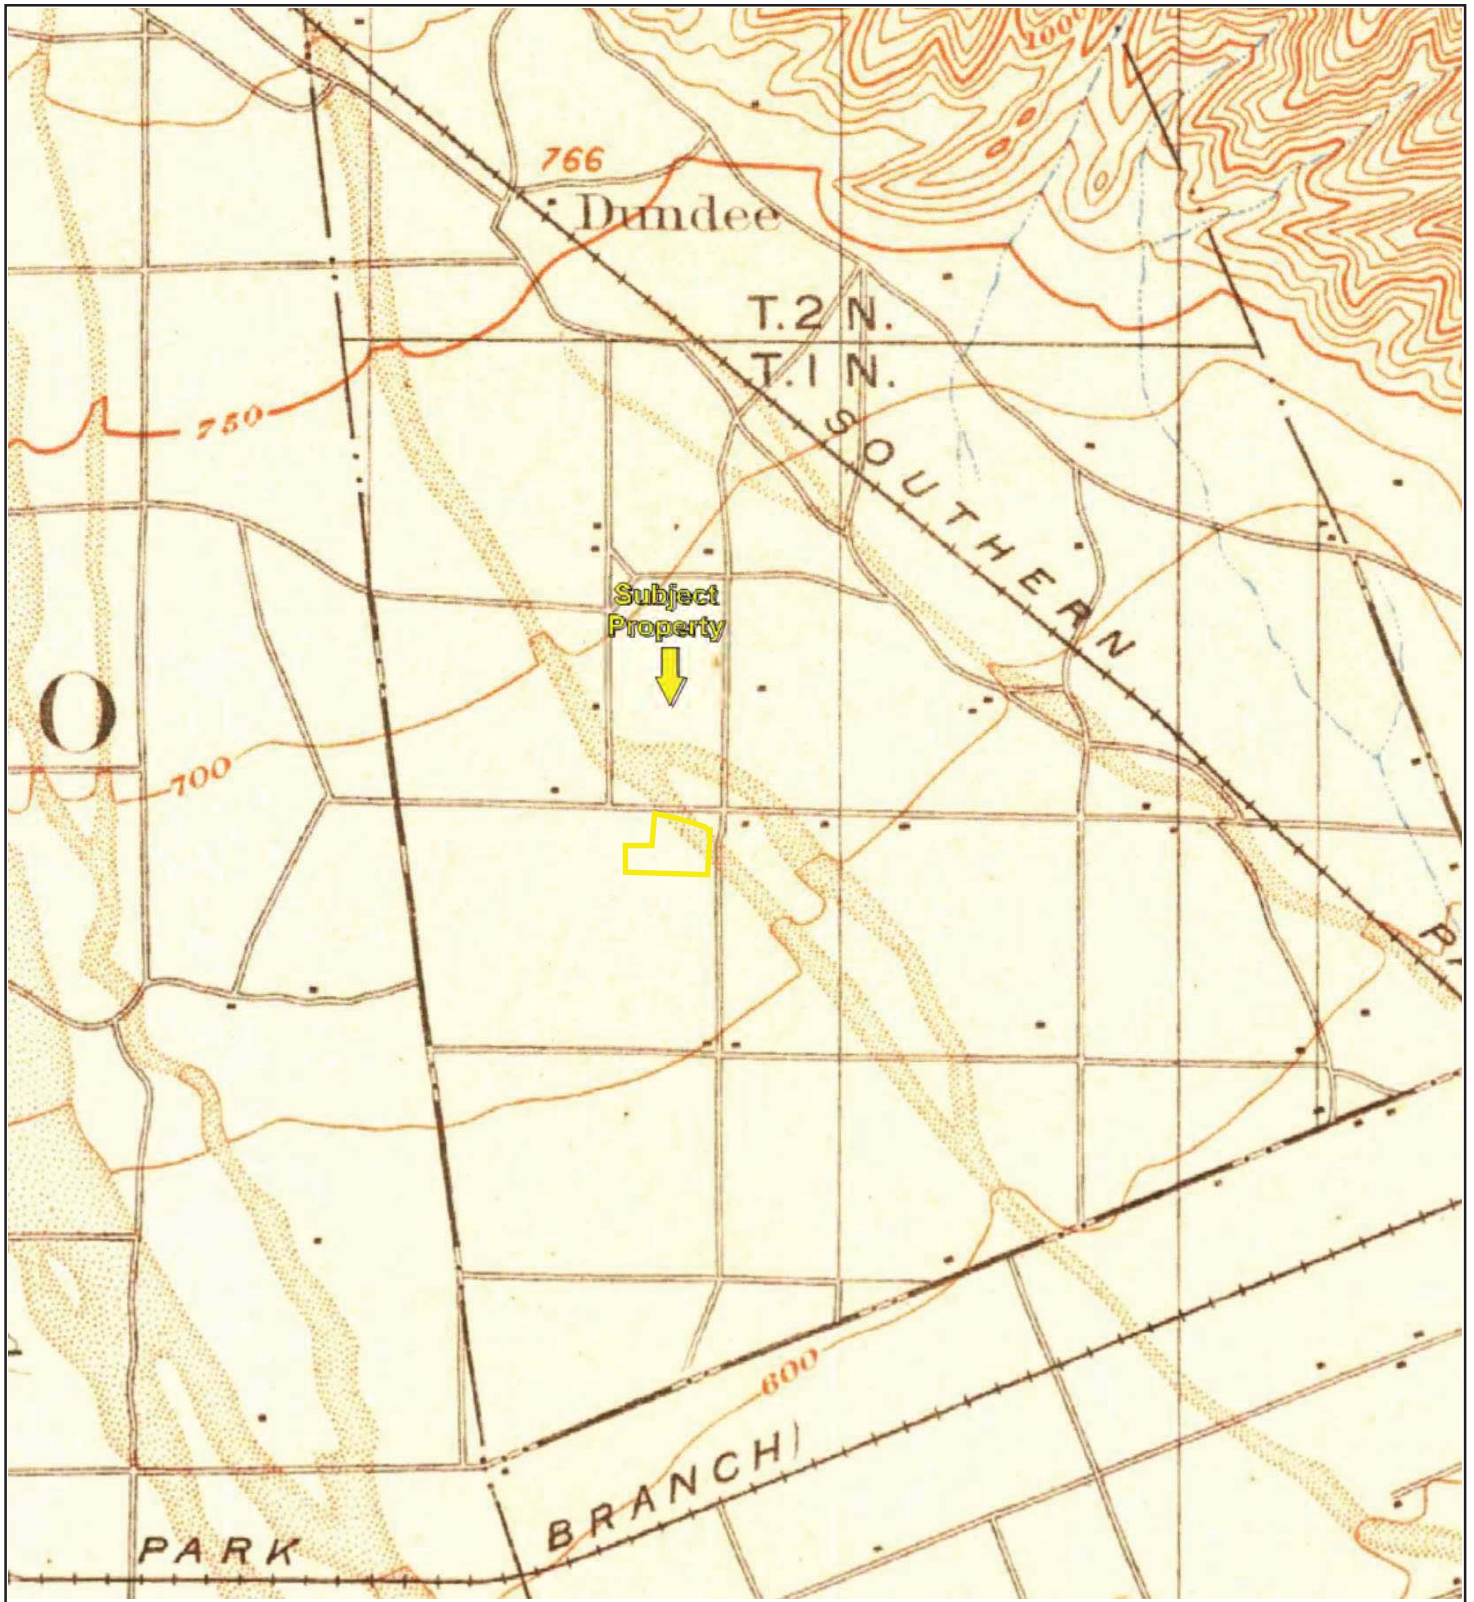 1000
766
Dundee
T. 2 N.
T. 1 N.
750
SOUTHERN
Subject
Property
O
700
600
BRANCH)
PARK